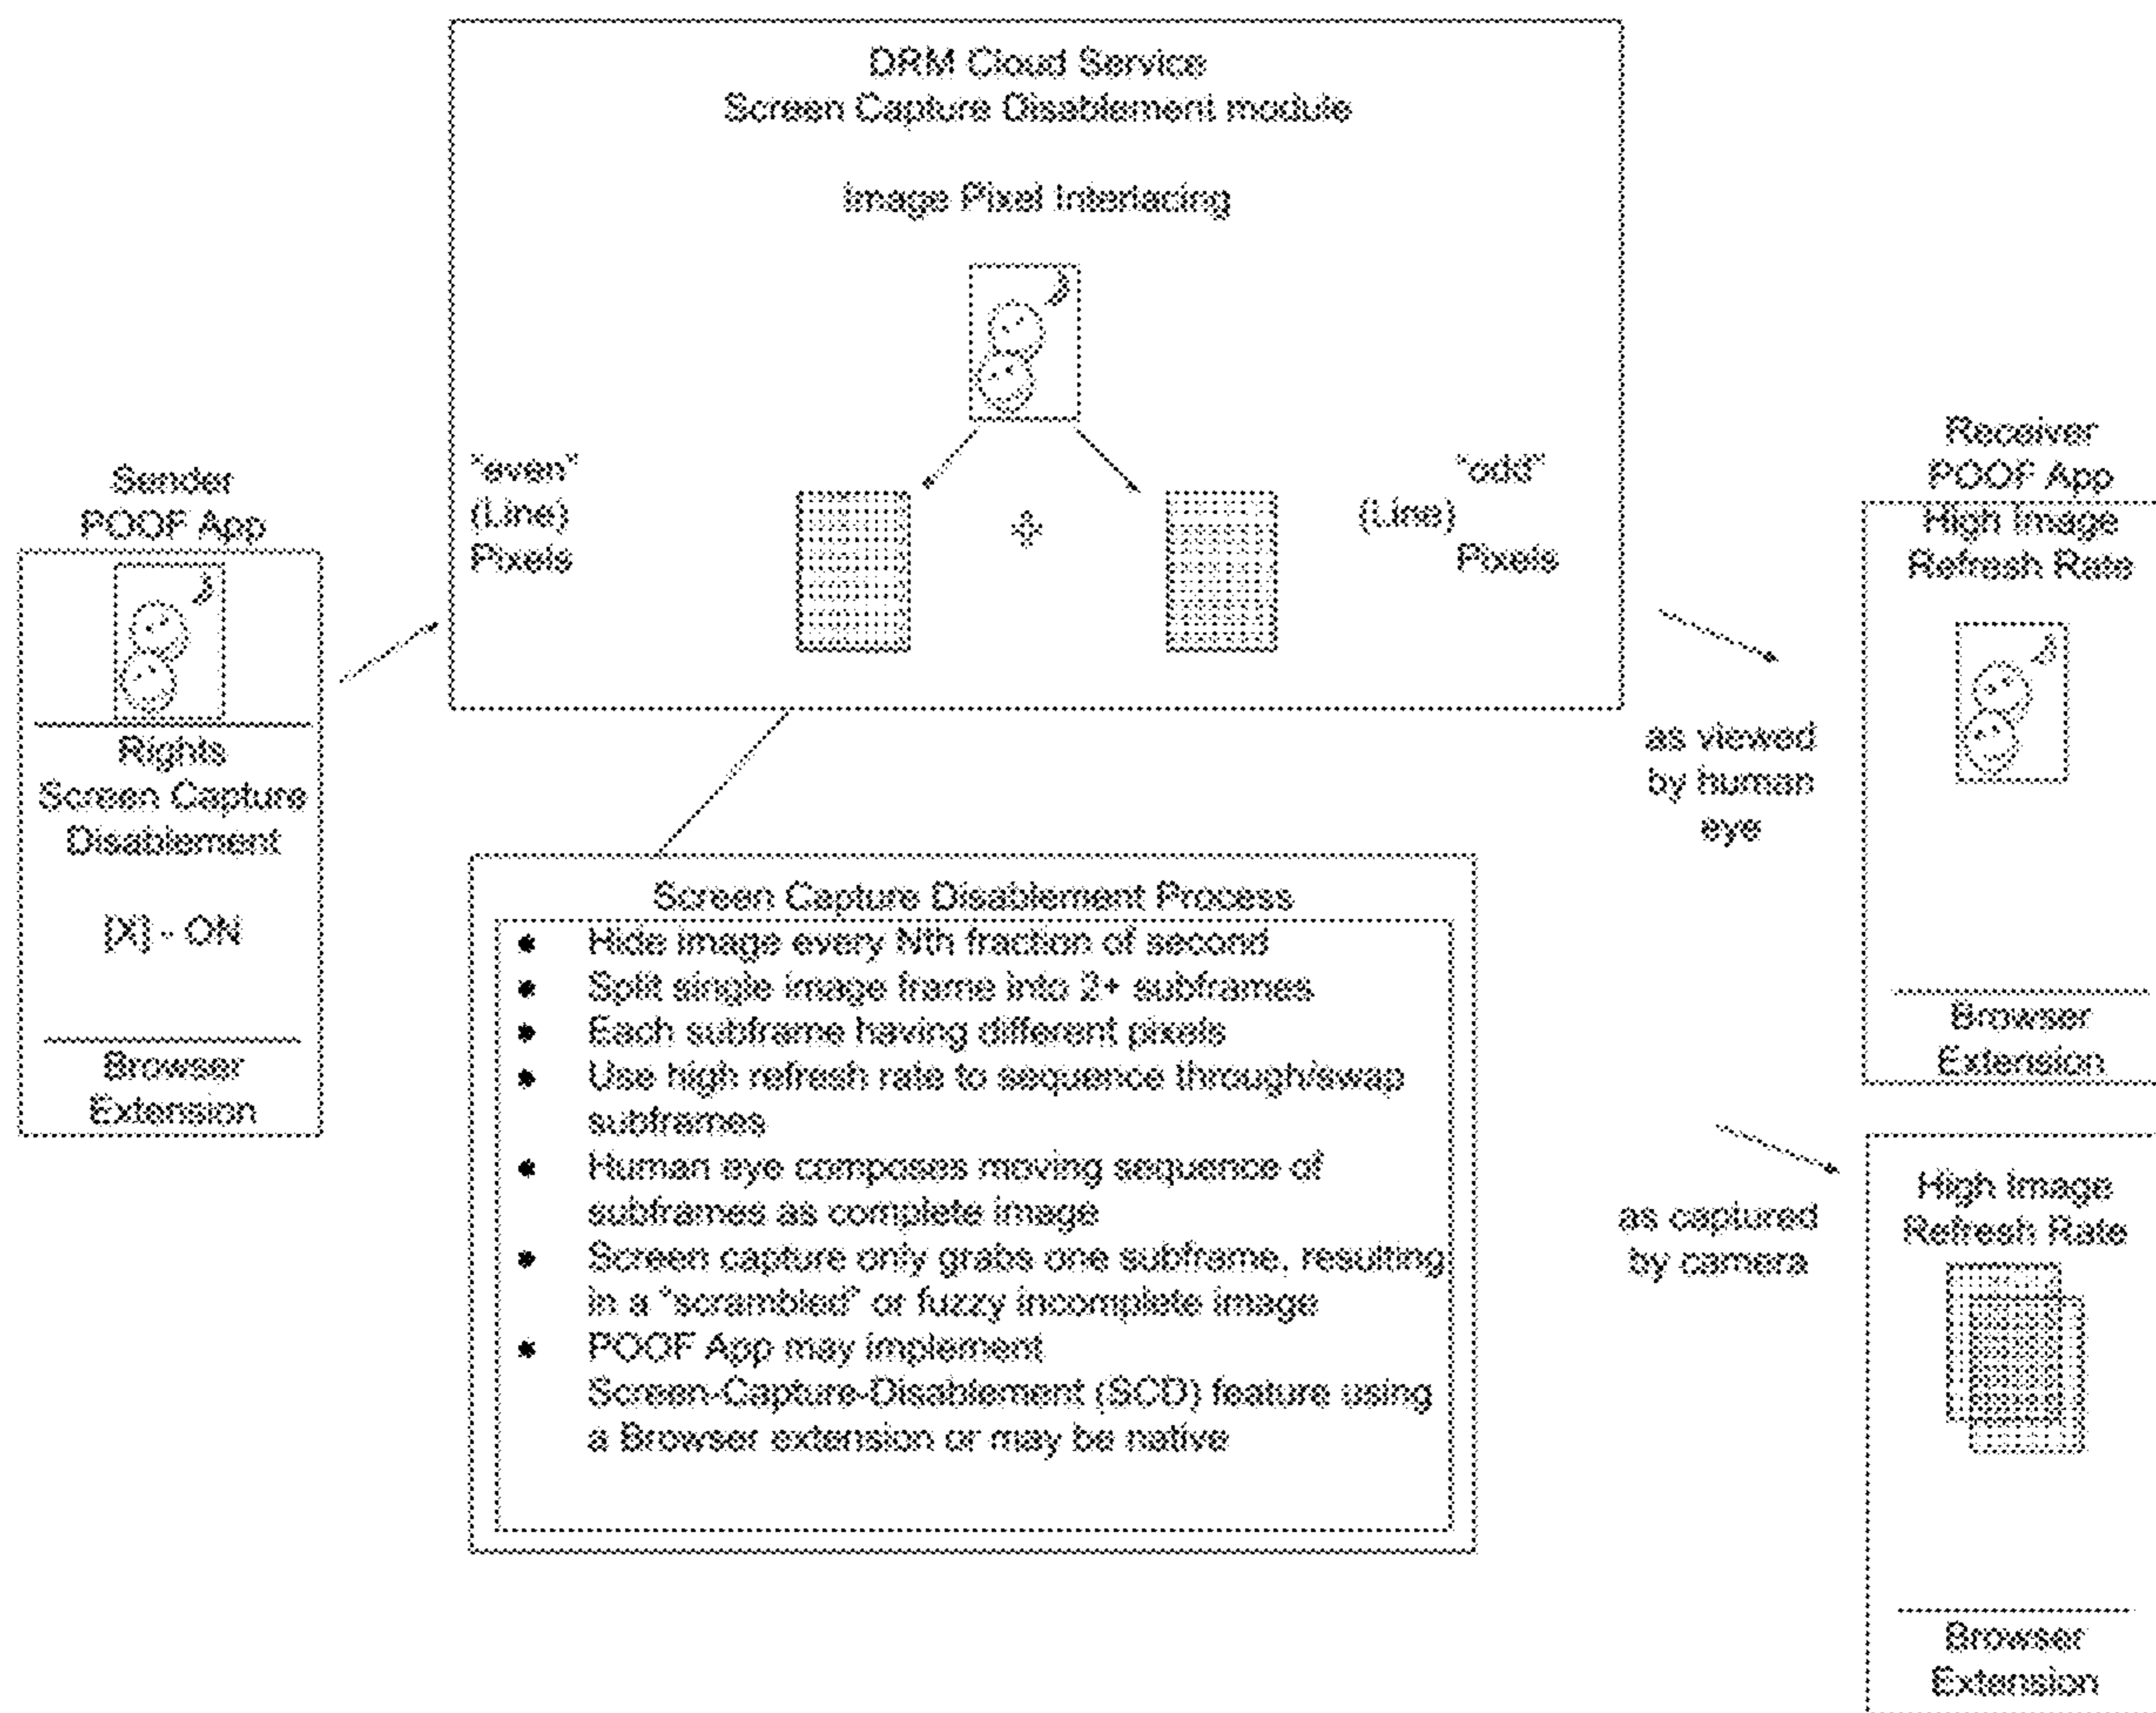 DRM Cloud Service
Screen Capture Disablement module
Image Pixel Interlacing
"even"
(Line)
Pixels
"odd"
(Line)
Pixels
Sender
POOF App
Rights
Screen Capture
Disablement
[X] - ON
Browser
Extension
Screen Capture Disablement Process
• Hide image every Nth fraction of second
• Split single image frame into 2+ subframes
• Each subframe having different pixels
• Use high refresh rate to sequence through/swap
subframes
• Human eye composes moving sequence of
subframes as complete image
• Screen capture only grabs one subframe, resulting
in a "scrambled" or fuzzy incomplete image
• POOF App may implement
Screen-Capture-Disablement (SCD) feature using
a Browser extension or may be native
as viewed
by human
eye
Receiver
POOF App
High Image
Refresh Rate
Browser
Extension
as captured
by camera
High Image
Refresh Rate
Browser
Extension